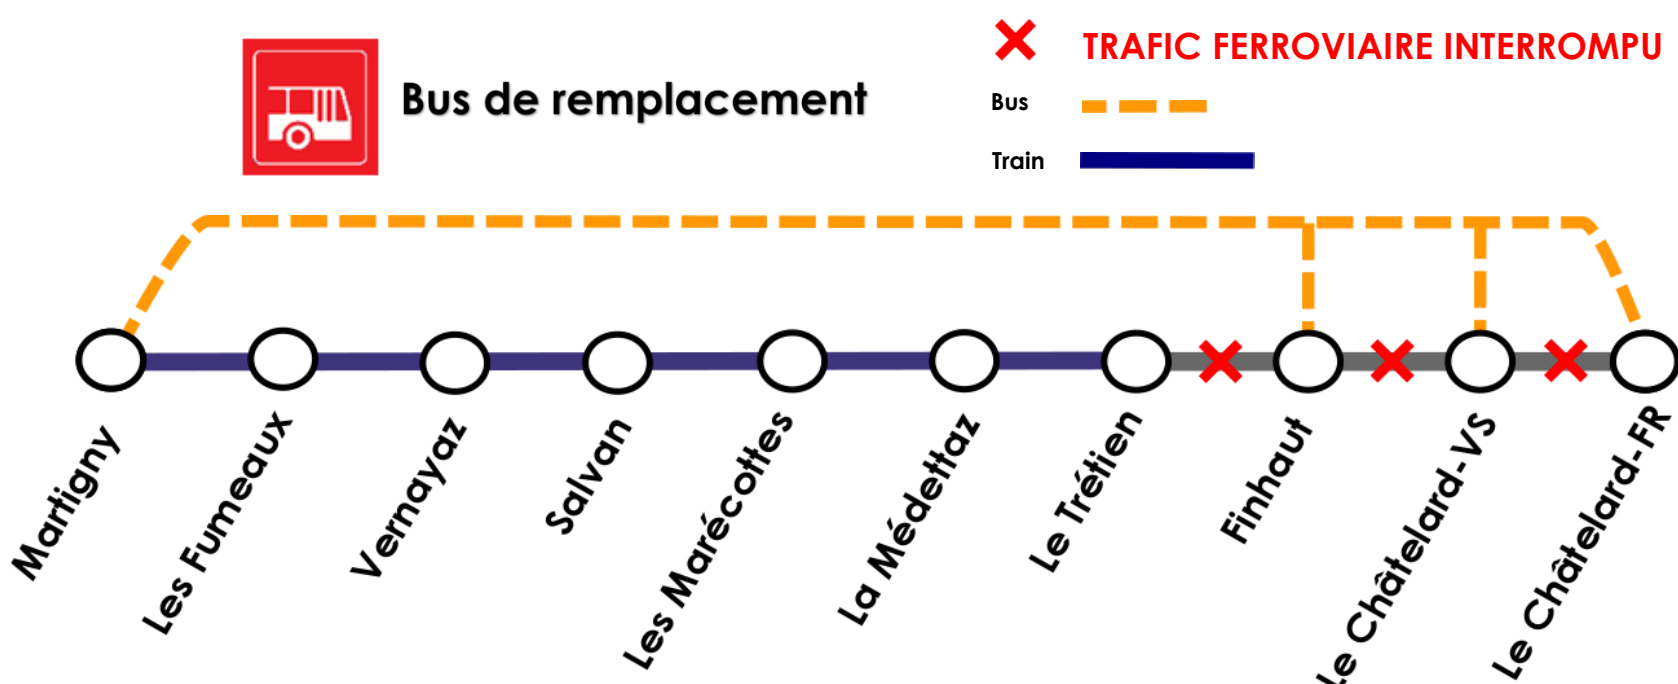 TRAFIC FERROVIAIRE INTERROMPU
Bus de remplacement
Bus
Train
Martigny
Les Fumeaux
Vernayaz
Salvan
Les Marécottes
La Médettaz
Le Trétien
Finhaut
Le Châtelard-VS
Le Châtelard-FR